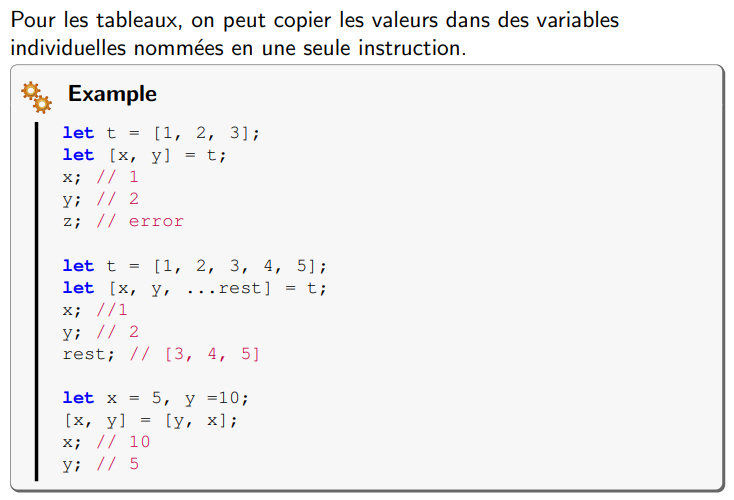 Pour les tableaux, on peut copier les valeurs dans des variables
individuelles nommées en une seule instruction.
Example
let t = [1, 2, 3];
let [x, y] = t;
x; // 1
y; // 2
z; // error
let t = [1, 2, 3, 4, 5];
let [x, y, ...rest] = t;
x; //1
y; // 2
rest; // [3, 4, 5]
let x = 5, y =10;
[x, y] = [y, x];
x; // 10
y; // 5